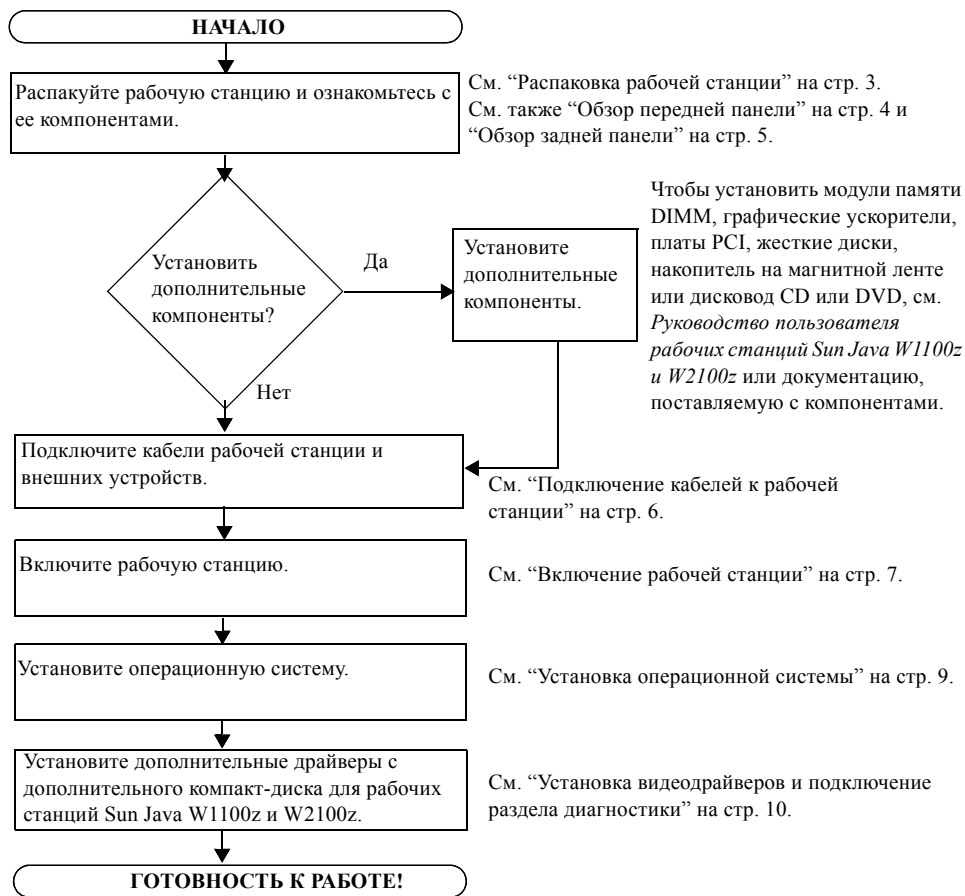 НАЧАЛО
Распакуйте рабочую станцию и ознакомьтесь с
ее компонентами.
См. “Распаковка рабочей станции” на стр. 3.
См. также “Обзор передней панели” на стр. 4 и
“Обзор задней панели” на стр. 5.
Установить
дополнительные
компоненты?
Да
Нет
Установите
дополнительные
компоненты.
Чтобы установить модули памяти
DIMM, графические ускорители,
платы PCI, жесткие диски,
накопитель на магнитной ленте
или дисковод CD или DVD, см.
Руководство пользователя
рабочих станций Sun Java W1100z
и W2100z или документацию,
поставляемую с компонентами.
Подключите кабели рабочей станции и
внешних устройств.
См. “Подключение кабелей к рабочей
станции” на стр. 6.
Включите рабочую станцию.
См. “Включение рабочей станции” на стр. 7.
Установите операционную систему.
См. “Установка операционной системы” на стр. 9.
Установите дополнительные драйверы с
дополнительного компакт-диска для рабочих
станций Sun Java W1100z и W2100z.
См. “Установка видеодрайверов и подключение
раздела диагностики” на стр. 10.
ГОТОВНОСТЬ К РАБОТЕ!